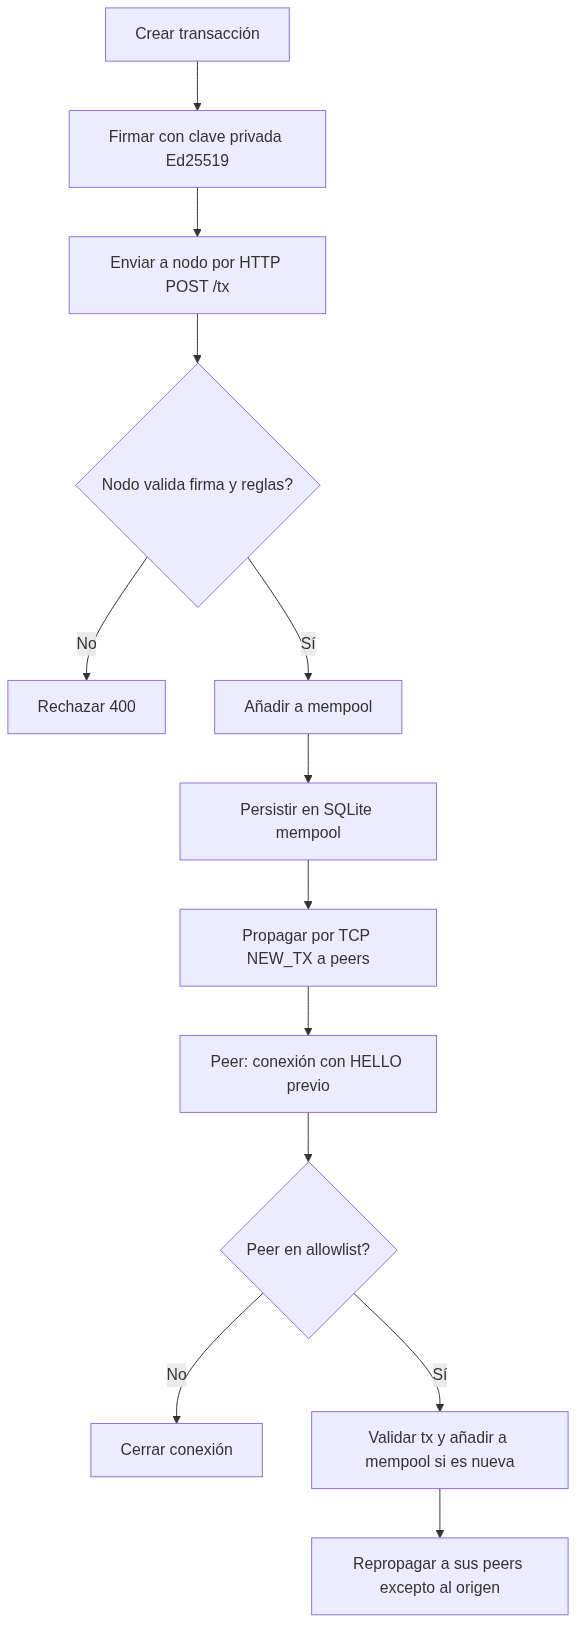 Crear transacción
Firmar con clave privada
Ed25519
Enviar a nodo por HTTP
POST /tx
Nodo valida firma y reglas?
No
Sí
Rechazar 400
Añadir a mempool
Persistir en SQLite
mempool
Propagar por TCP
NEW_TX a peers
Peer: conexión con HELLO
previo
Peer en allowlist?
No
Sí
Cerrar conexión
Validar tx y añadir a
mempool si es nueva
Repropagar a sus peers
excepto al origen